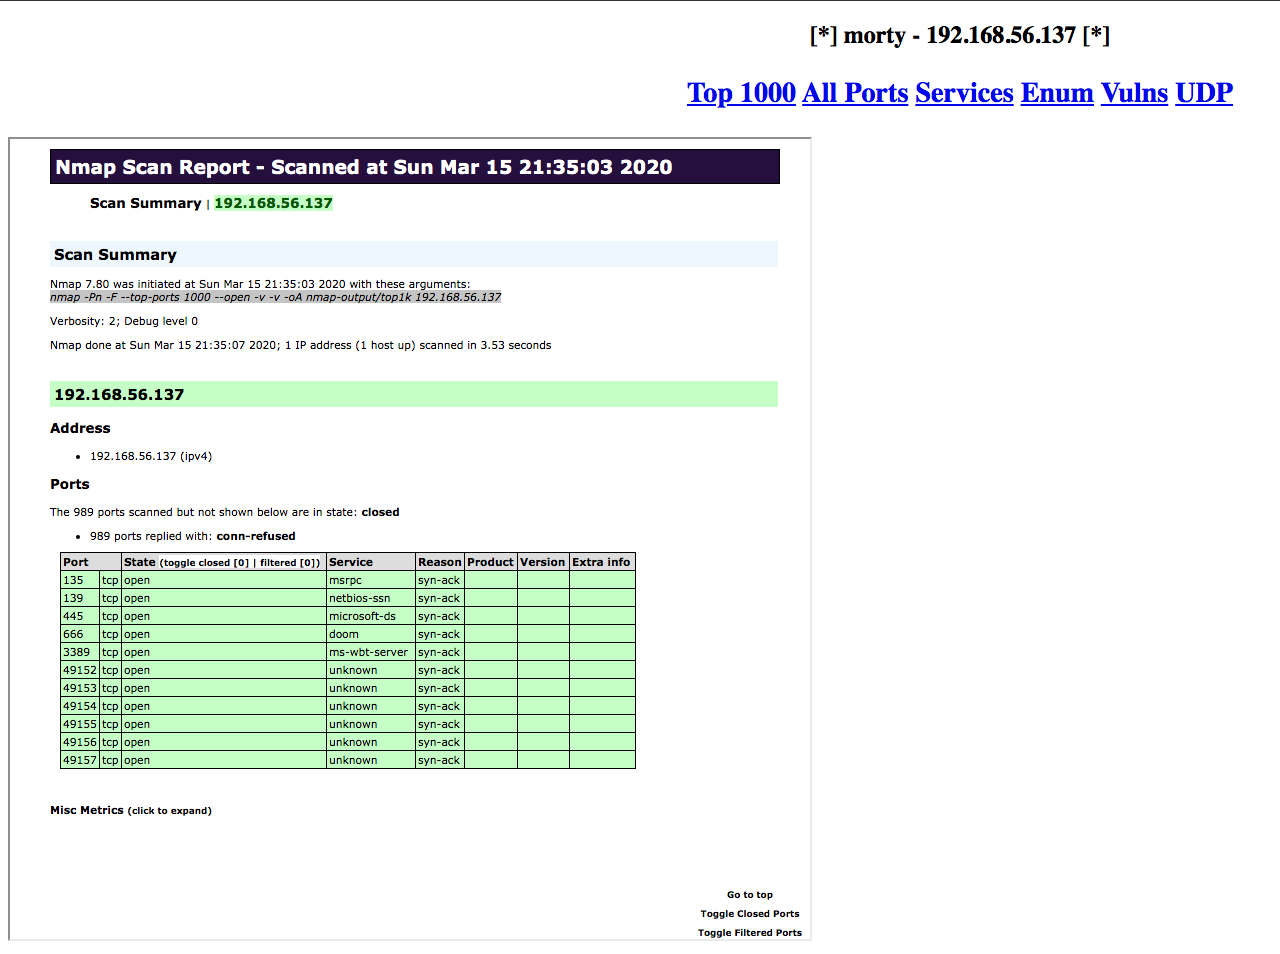 [*] morty - 192.168.56.137 [*]
Top 1000 All Ports Services Enum Vulns UDP
Nmap Scan Report - Scanned at Sun Mar 15 21:35:03 2020
Scan Summary | 192.168.56.137
Scan Summary
Nmap 7.80 was initiated at Sun Mar 15 21:35:03 2020 with these arguments:
nmap -Pn -F --top-ports 1000 --open -v -v -oA nmap-output/top1k 192.168.56.137
Verbosity: 2; Debug level 0
Nmap done at Sun Mar 15 21:35:07 2020; 1 IP address (1 host up) scanned in 3.53 seconds
192.168.56.137
Address
• 192.168.56.137 (ipv4)
Ports
The 989 ports scanned but not shown below are in state: closed
• 989 ports replied with: conn-refused
Port State (toggle closed [0] | filtered [0]) Service Reason Product Version Extra info
135 tcp open msrpc syn-ack
139 tcp open netbios-ssn syn-ack
445 tcp open microsoft-ds syn-ack
666 tcp open doom syn-ack
3389 tcp open ms-wbt-server syn-ack
49152 tcp open unknown syn-ack
49153 tcp open unknown syn-ack
49154 tcp open unknown syn-ack
49155 tcp open unknown syn-ack
49156 tcp open unknown syn-ack
49157 tcp open unknown syn-ack
Misc Metrics (click to expand)
Go to top
Toggle Closed Ports
Toggle Filtered Ports